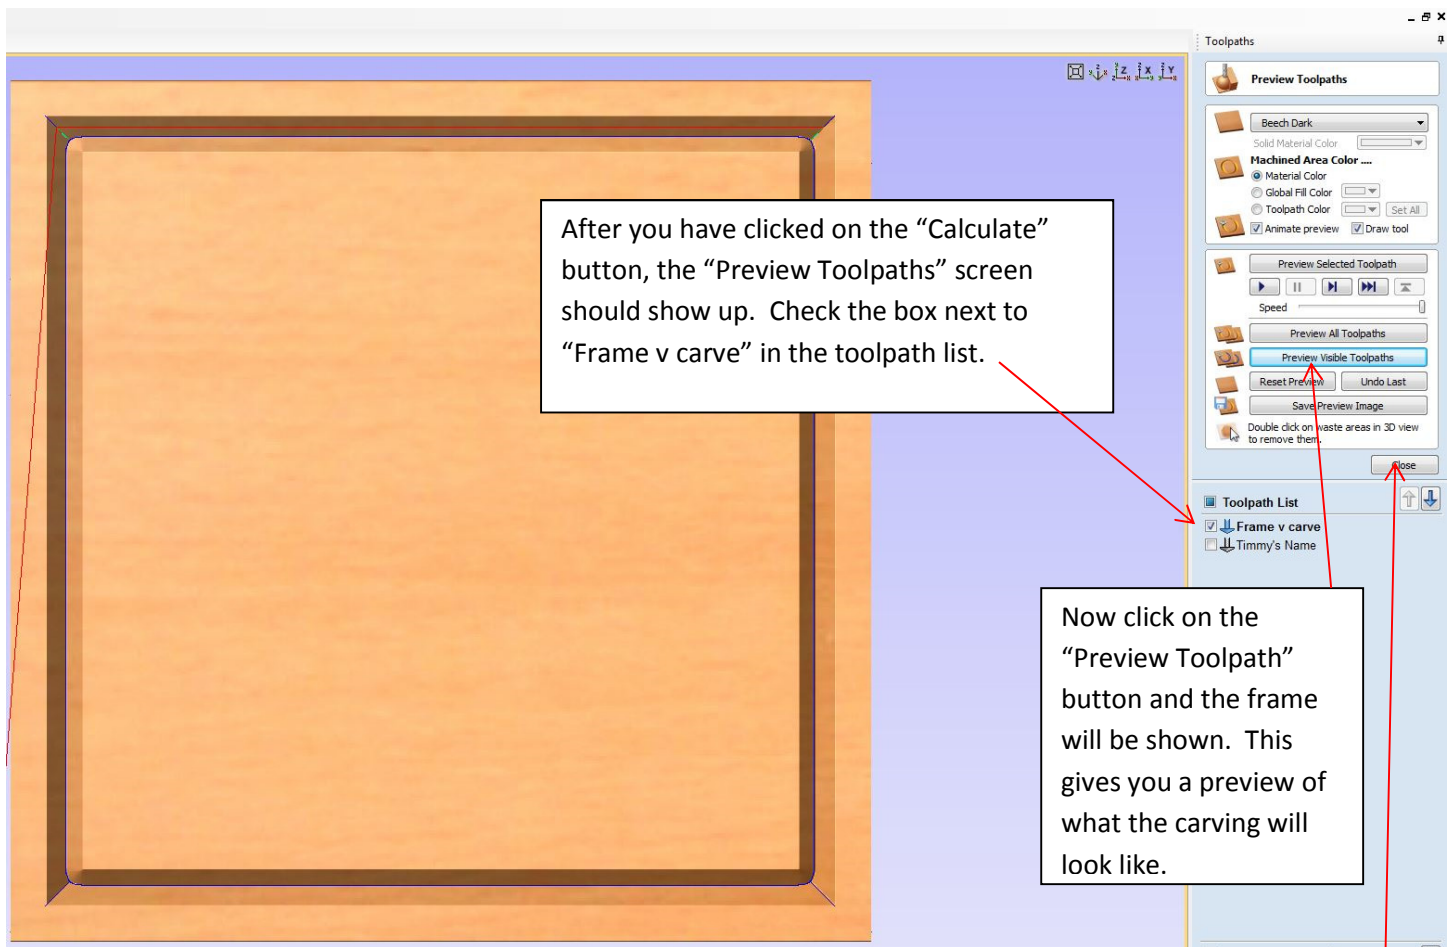 Toolpaths
Preview Toolpaths
Beech Dark
Solid Material Color
Machined Area Color ....
Material Color
Global Fill Color
Toolpath Color Set All
Animate preview Draw tool
Preview Selected Toolpath
Speed
Preview All Toolpaths
Preview Visible Toolpaths
Reset Preview Undo Last
Save Preview Image
Double click on waste areas in 3D view
to remove them.
Close
Toolpath List
Frame v carve
Timmy's Name
After you have clicked on the “Calculate”
button, the “Preview Toolpaths” screen
should show up.  Check the box next to
“Frame v carve” in the toolpath list.
Now click on the
“Preview Toolpath”
button and the frame
will be shown.  This
gives you a preview of
what the carving will
look like.